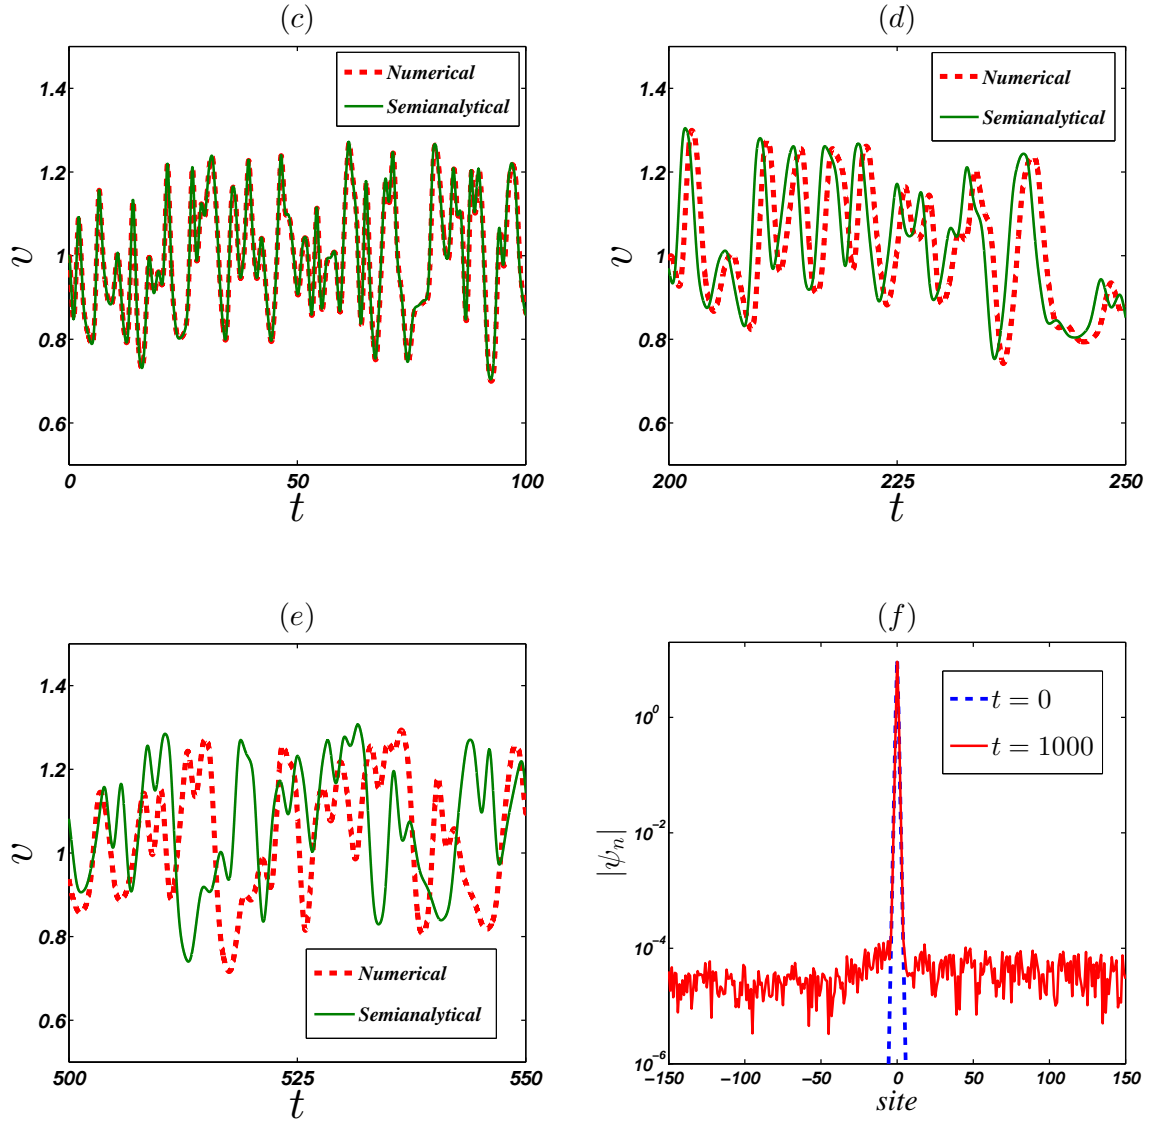 (c)
Numerical
Semianalytical
1.4
1.2
1
0.8
0.6
v
0
50
100
t
(d)
Numerical
Semianalytical
1.4
1.2
1
0.8
0.6
v
200
225
250
t
(e)
1.4
1.2
1
0.8
0.6
v
Numerical
Semianalytical
500
525
550
t
(f)
t = 0
t = 1000
10^0
10^-2
10^-4
10^-6
|ψ_n|
−150
−100
−50
0
50
100
150
site